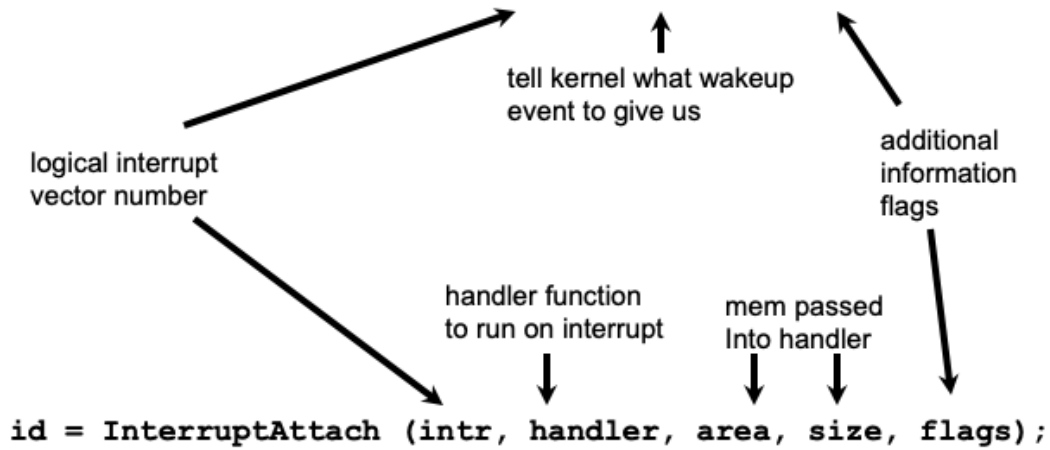 tell kernel what wakeup
event to give us
logical interrupt
vector number
additional
information
flags
handler function
to run on interrupt
mem passed
Into handler
id = InterruptAttach (intr, handler, area, size, flags);